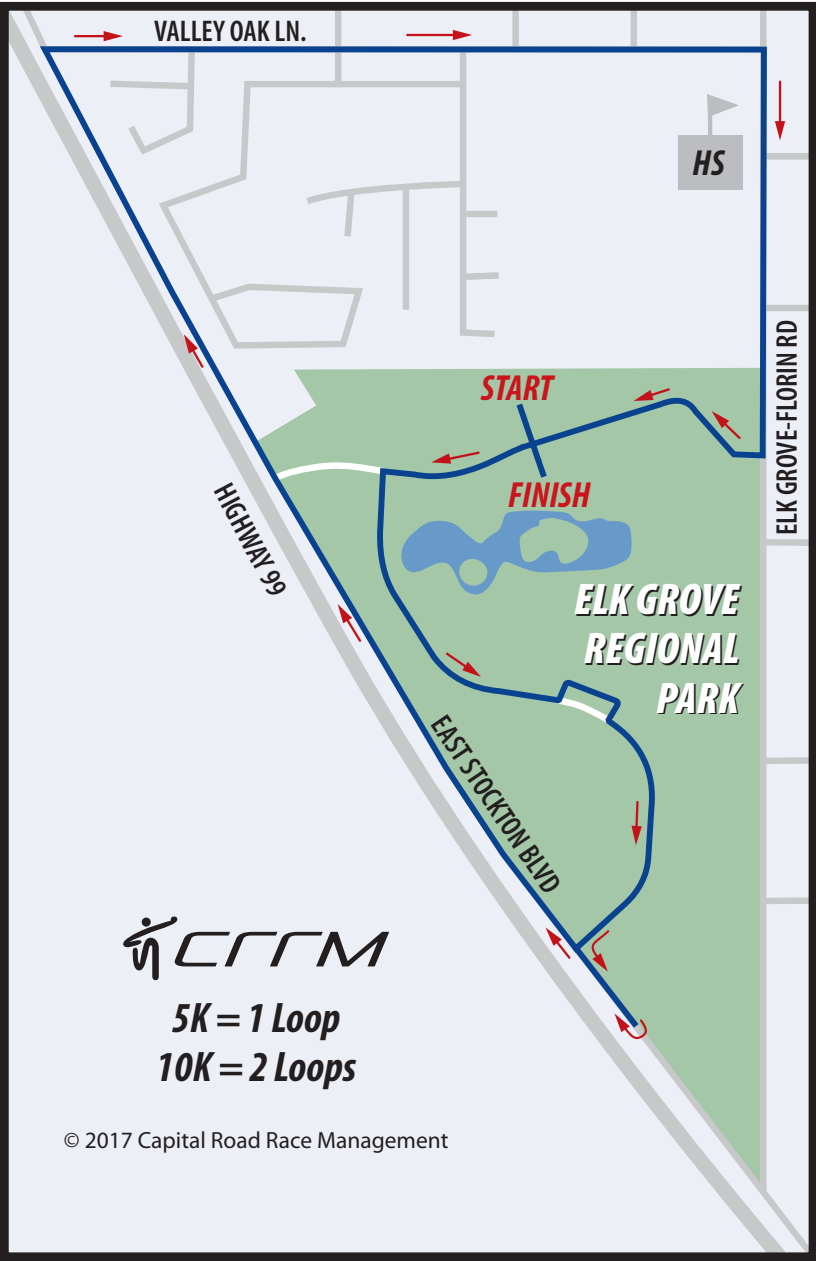 VALLEY OAK LN.
HS
START
ELK GROVE-FLORIN RD
FINISH
HIGHWAY 99
ELK GROVE
REGIONAL
PARK
EAST STOCKTON BLVD
CRRM
5K = 1 Loop
10K = 2 Loops
© 2017 Capital Road Race Management